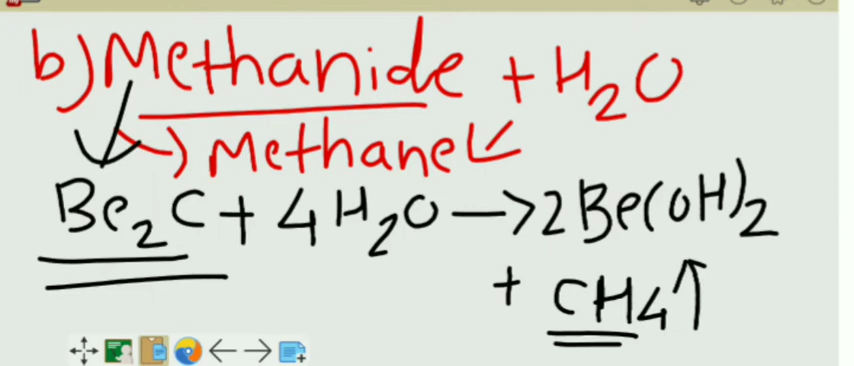 b) Methanide + H₂O
→ Methane ↙
Be₂C + 4H₂O → 2Be(OH)₂
+ CH₄↑